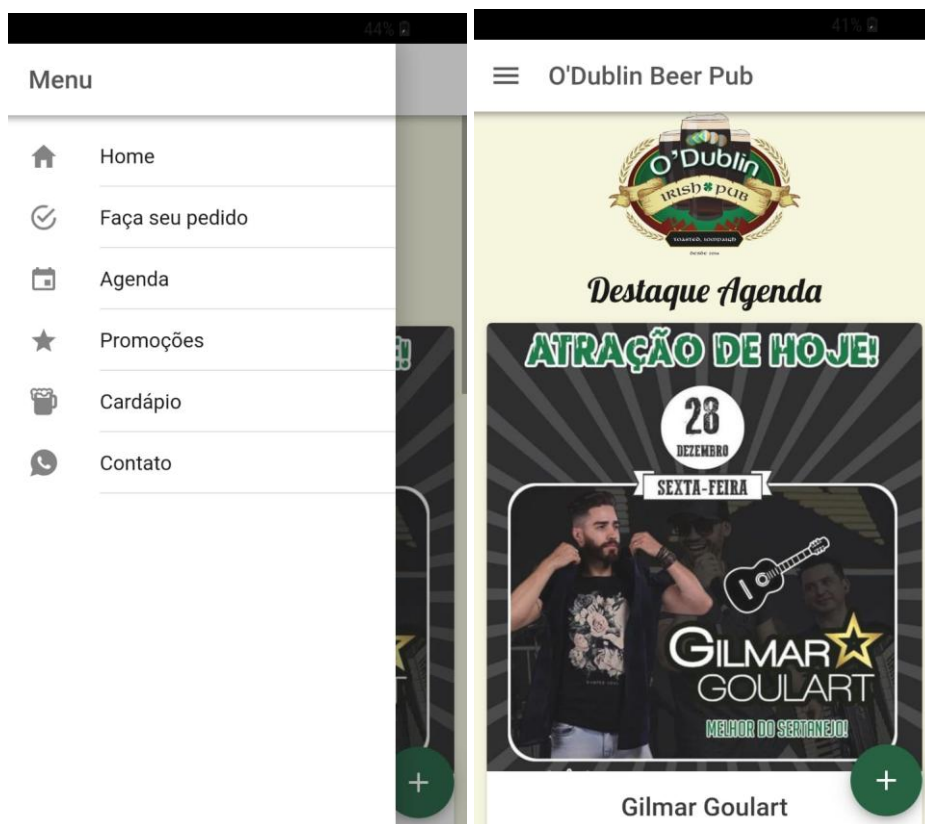 44%
Menu
Home
Faça seu pedido
Agenda
Promoções
Cardápio
Contato
41%
O'Dublin Beer Pub
O'Dublin
IRISH PUB
Destaque Agenda
ATRAÇÃO DE HOJE!
28
DEZEMBRO
SEXTA-FEIRA
GILMAR
GOULART
MELHOR DO SERTANEJO!
Gilmar Goulart